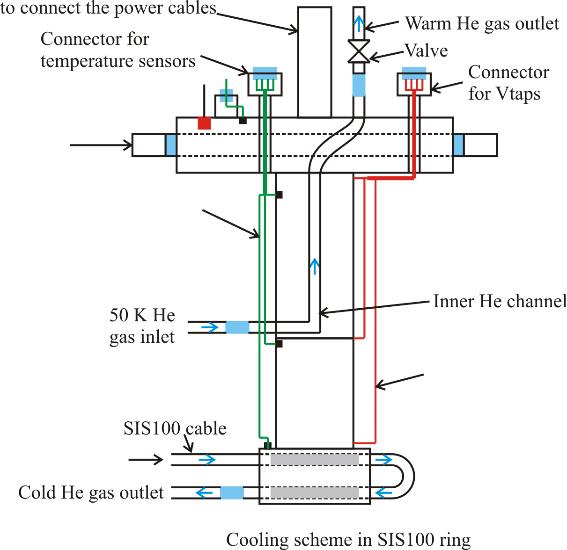 to connect the power cables
Warm He gas outlet
Connector for
temperature sensors
Valve
Connector
for Vtaps
50 K He
gas inlet
Inner He channel
SIS100 cable
Cold He gas outlet
Cooling scheme in SIS100 ring